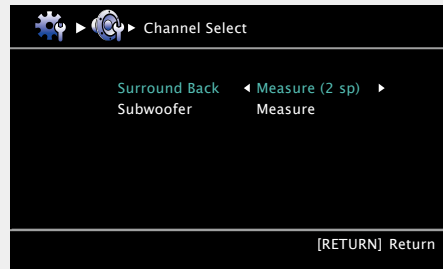 Channel Select
Surround Back Measure (2 sp)
Subwoofer Measure
[RETURN] Return